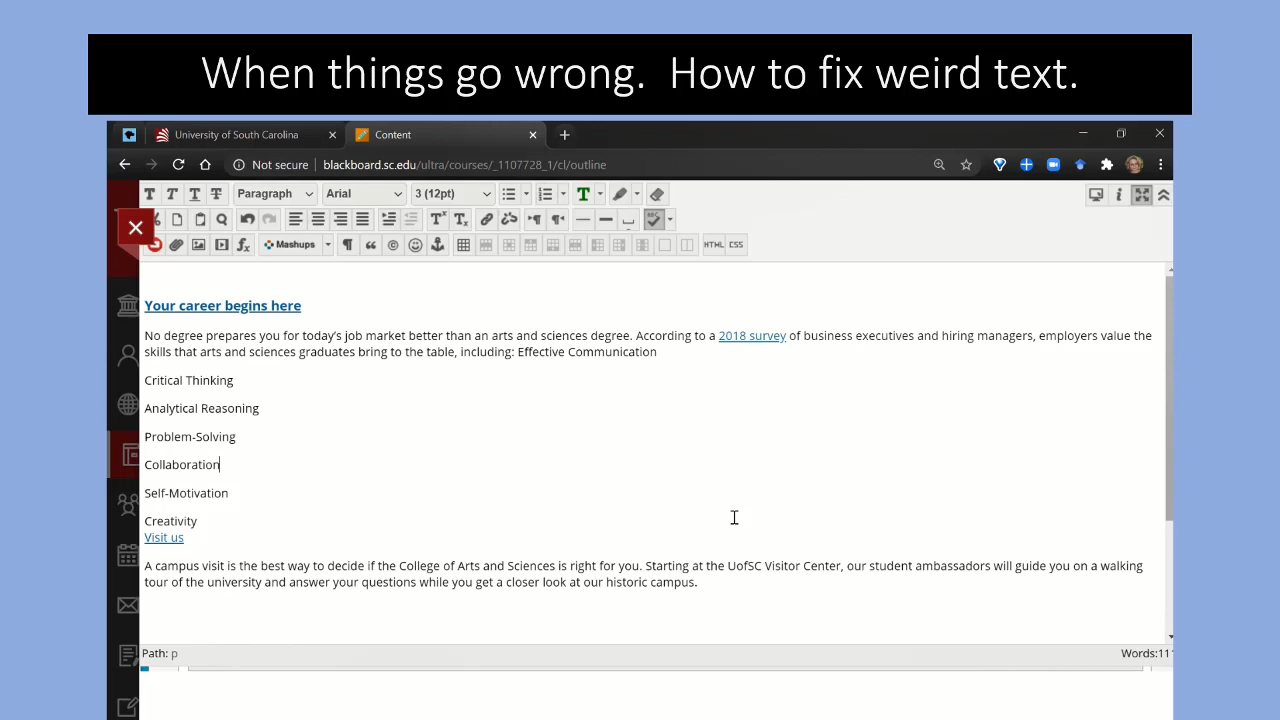 When things go wrong. How to fix weird text.
University of South Carolina
Content
Not secure
blackboard.sc.edu/ultra/courses/_1107728_1/cl/outline
T T T T Paragraph Arial 3 (12pt) T
ABC
Mashups HTML CSS
Your career begins here
No degree prepares you for today's job market better than an arts and sciences degree. According to a 2018 survey of business executives and hiring managers, employers value the
skills that arts and sciences graduates bring to the table, including: Effective Communication
Critical Thinking
Analytical Reasoning
Problem-Solving
Collaboration
Self-Motivation
Creativity
Visit us
A campus visit is the best way to decide if the College of Arts and Sciences is right for you. Starting at the UofSC Visitor Center, our student ambassadors will guide you on a walking
tour of the university and answer your questions while you get a closer look at our historic campus.
Path: p
Words:11